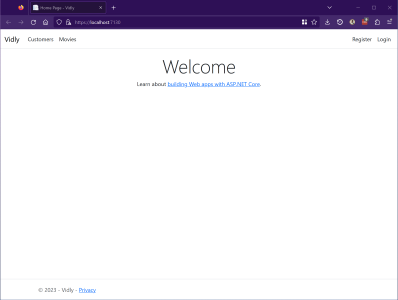 Home Page - Vidly
https://localhost:7130
Vidly Customers Movies Register Login
Welcome
Learn about building Web apps with ASP.NET Core.
© 2023 - Vidly - Privacy